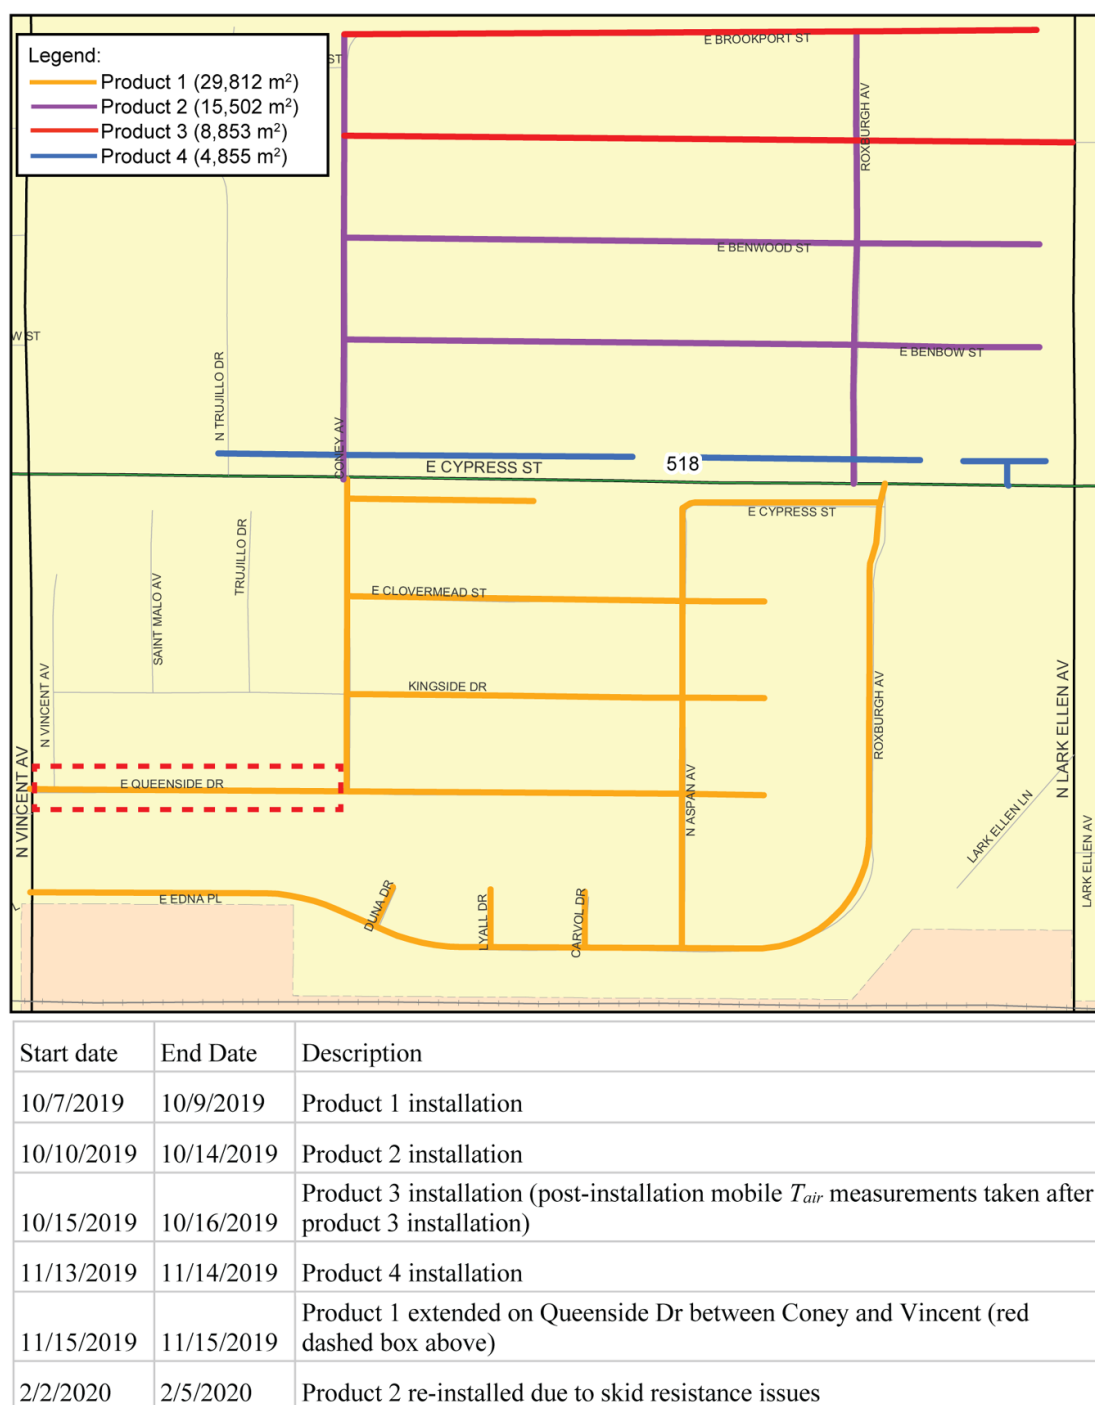 Legend:
Product 1 (29,812 m²)
Product 2 (15,502 m²)
Product 3 (8,853 m²)
Product 4 (4,855 m²)
ST
E BROOKPORT ST
ROXBURGH AV
E BENWOOD ST
W ST
E BENBOW ST
N TRUJILLO DR
CONEY AV
E CYPRESS ST
518
E CYPRESS ST
TRUJILLO DR
SAINT MALO AV
E CLOVERMEAD ST
N VINCENT AV
KINGSIDE DR
ROXBURGH AV
N LARK ELLEN AV
N VINCENT AV
E QUEENSIDE DR
N ASPAN AV
LARK ELLEN LN
LARK ELLEN AV
E EDNA PL
DUNA DR
LYALL DR
CARVOL DR
Start date End Date Description
10/7/2019 10/9/2019 Product 1 installation
10/10/2019 10/14/2019 Product 2 installation
Product 3 installation (post-installation mobile Tair measurements taken after
10/15/2019 10/16/2019 product 3 installation)
11/13/2019 11/14/2019 Product 4 installation
Product 1 extended on Queenside Dr between Coney and Vincent (red
11/15/2019 11/15/2019 dashed box above)
2/2/2020 2/5/2020 Product 2 re-installed due to skid resistance issues